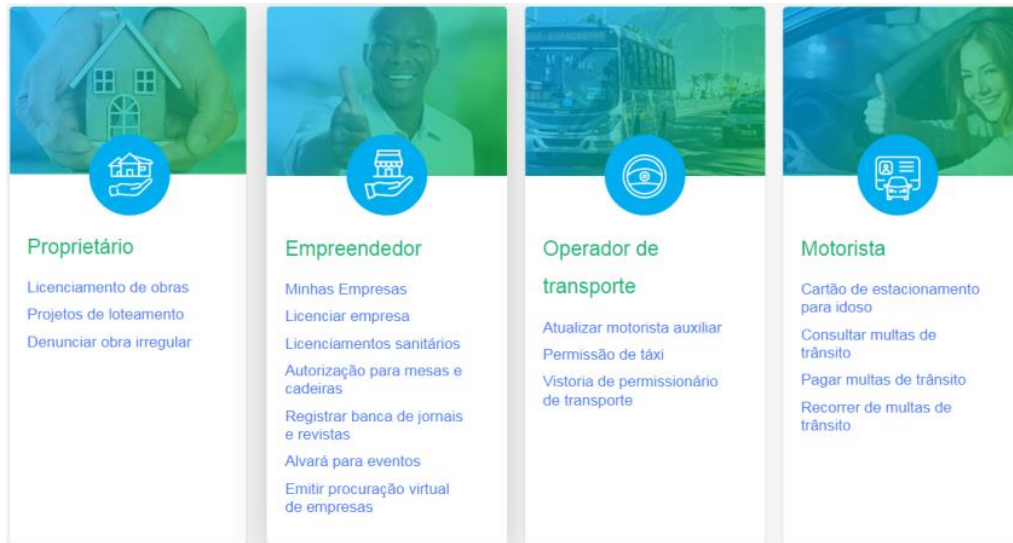 Proprietário
Licenciamento de obras
Projetos de loteamento
Denunciar obra irregular
Empreendedor
Minhas Empresas
Licenciar empresa
Licenciamentos sanitários
Autorização para mesas e
cadeiras
Registrar banca de jornais
e revistas
Alvará para eventos
Emitir procuração virtual
de empresas
Operador de
transporte
Atualizar motorista auxiliar
Permissão de táxi
Vistoria de permissionário
de transporte
Motorista
Cartão de estacionamento
para idoso
Consultar multas de
trânsito
Pagar multas de trânsito
Recorrer de multas de
trânsito